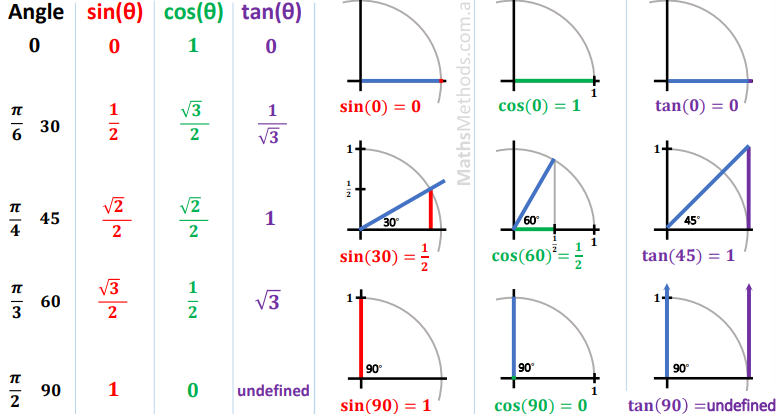 Angle sin(θ) cos(θ) tan(θ)
0 0 1 0
π/6 30 1/2 √3/2 1/√3
π/4 45 √2/2 √2/2 1
π/3 60 √3/2 1/2 √3
π/2 90 1 0 undefined
MathsMethods.com.a
sin(0) = 0
1
cos(0) = 1
tan(0) = 0
1
1/2
30°
sin(30) = 1/2
60°
1/2
1
cos(60) = 1/2
1
45°
tan(45) = 1
1
90°
sin(90) = 1
90°
1
cos(90) = 0
1
90°
tan(90) =undefined